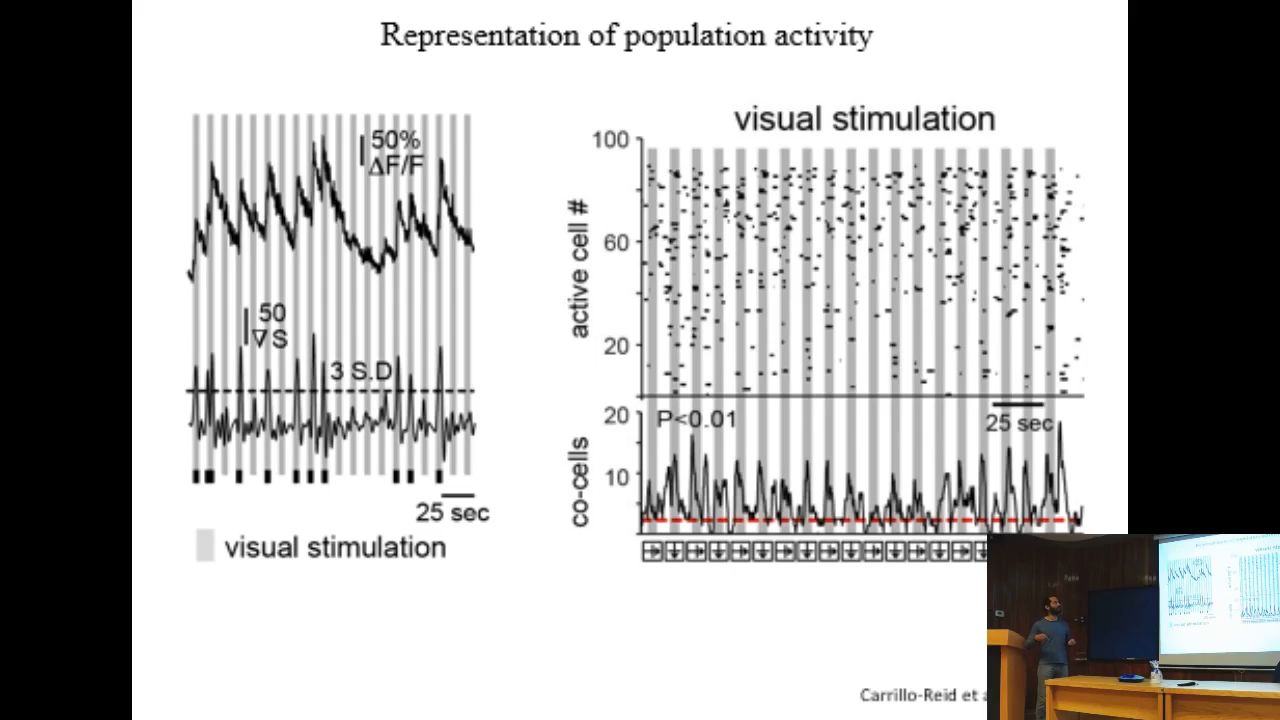 Representation of population activity
50%
ΔF/F
50
∇ S
3 S.D
25 sec
visual stimulation
visual stimulation
100
60
20
active cell #
25 sec
20
10
co-cells
P<0.01
Carrillo-Reid et